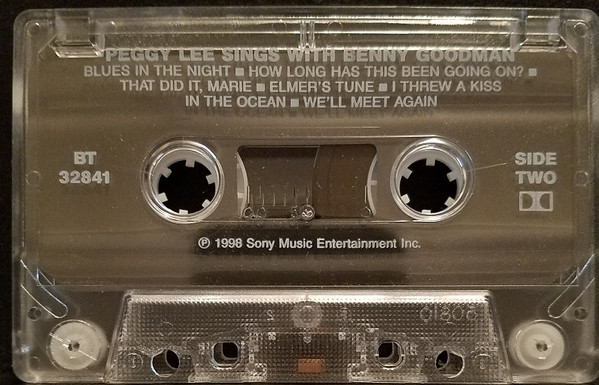 PEGGY LEE SINGS WITH BENNY GOODMAN
BLUES IN THE NIGHT ■ HOW LONG HAS THIS BEEN GOING ON? ■
THAT DID IT, MARIE ■ ELMER'S TUNE ■ I THREW A KISS
IN THE OCEAN ■ WE'LL MEET AGAIN
BT
32841
SIDE
TWO
℗ 1998 Sony Music Entertainment Inc.